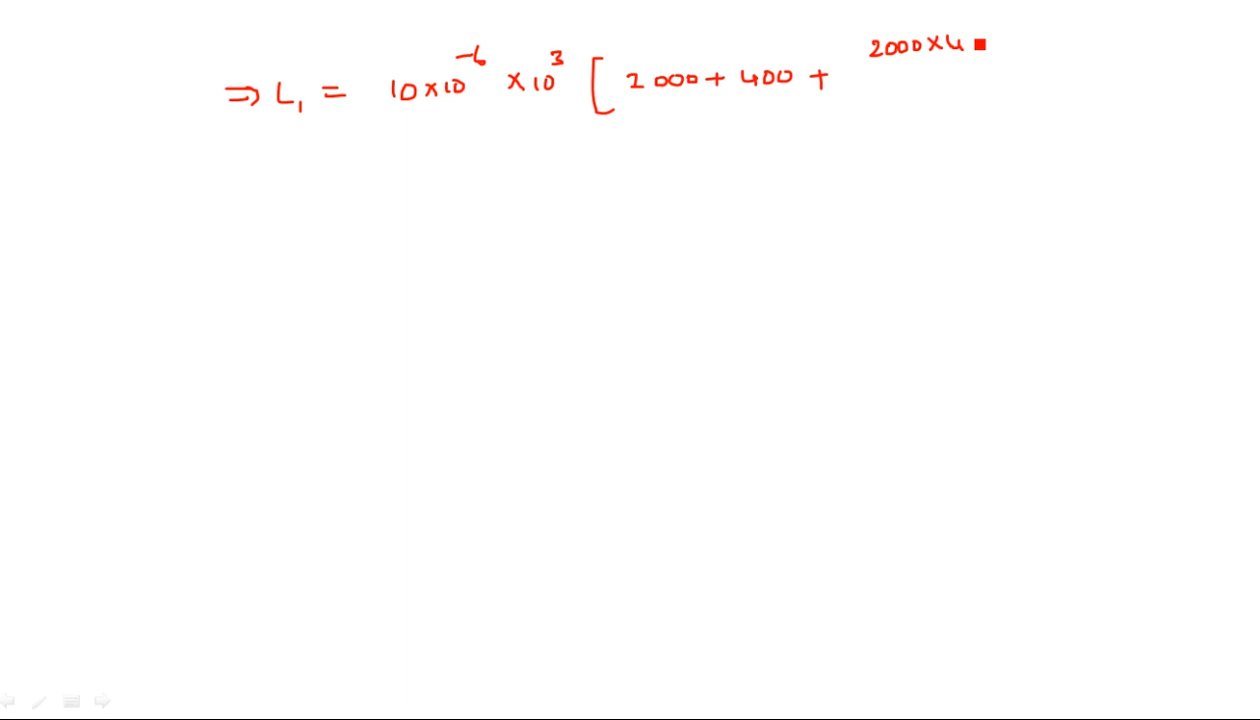 ⇒ L₁ = 10×10⁻⁶ ×10³ [ 2000 + 400 + 2000×4